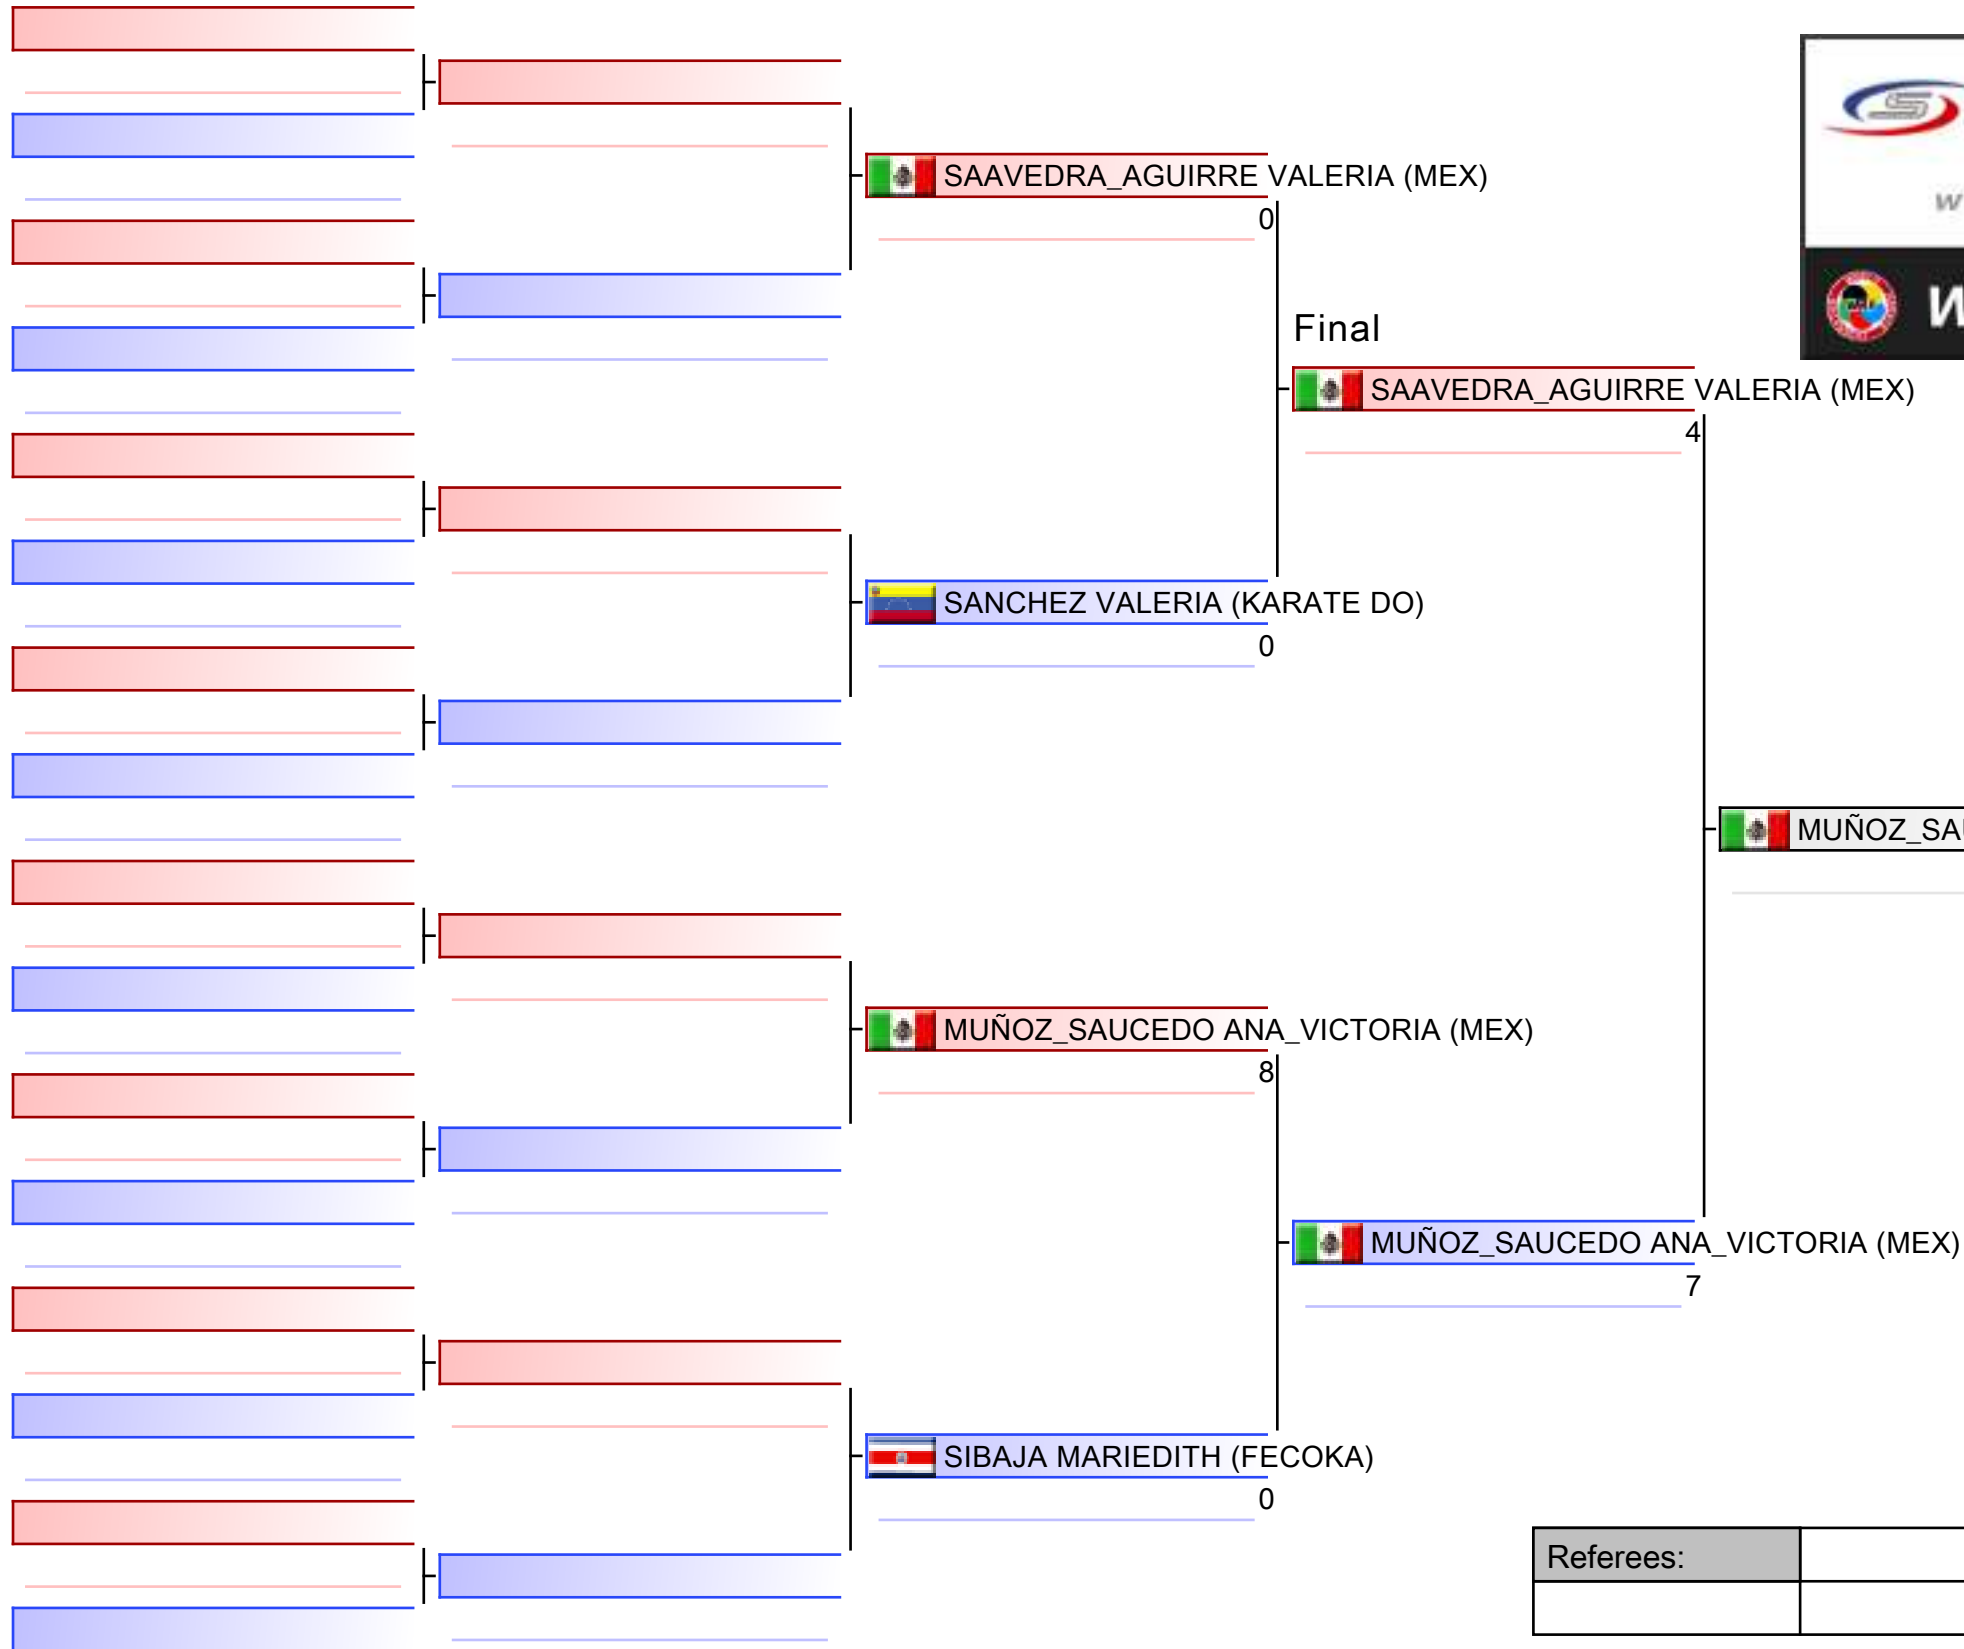 SAAVEDRA_AGUIRRE VALERIA (MEX)
0
Final
SAAVEDRA_AGUIRRE VALERIA (MEX)
4
SANCHEZ VALERIA (KARATE DO)
0
MUÑOZ_SAU
MUÑOZ_SAUCEDO ANA_VICTORIA (MEX)
8
MUÑOZ_SAUCEDO ANA_VICTORIA (MEX)
7
SIBAJA MARIEDITH (FECOKA)
0
Referees: